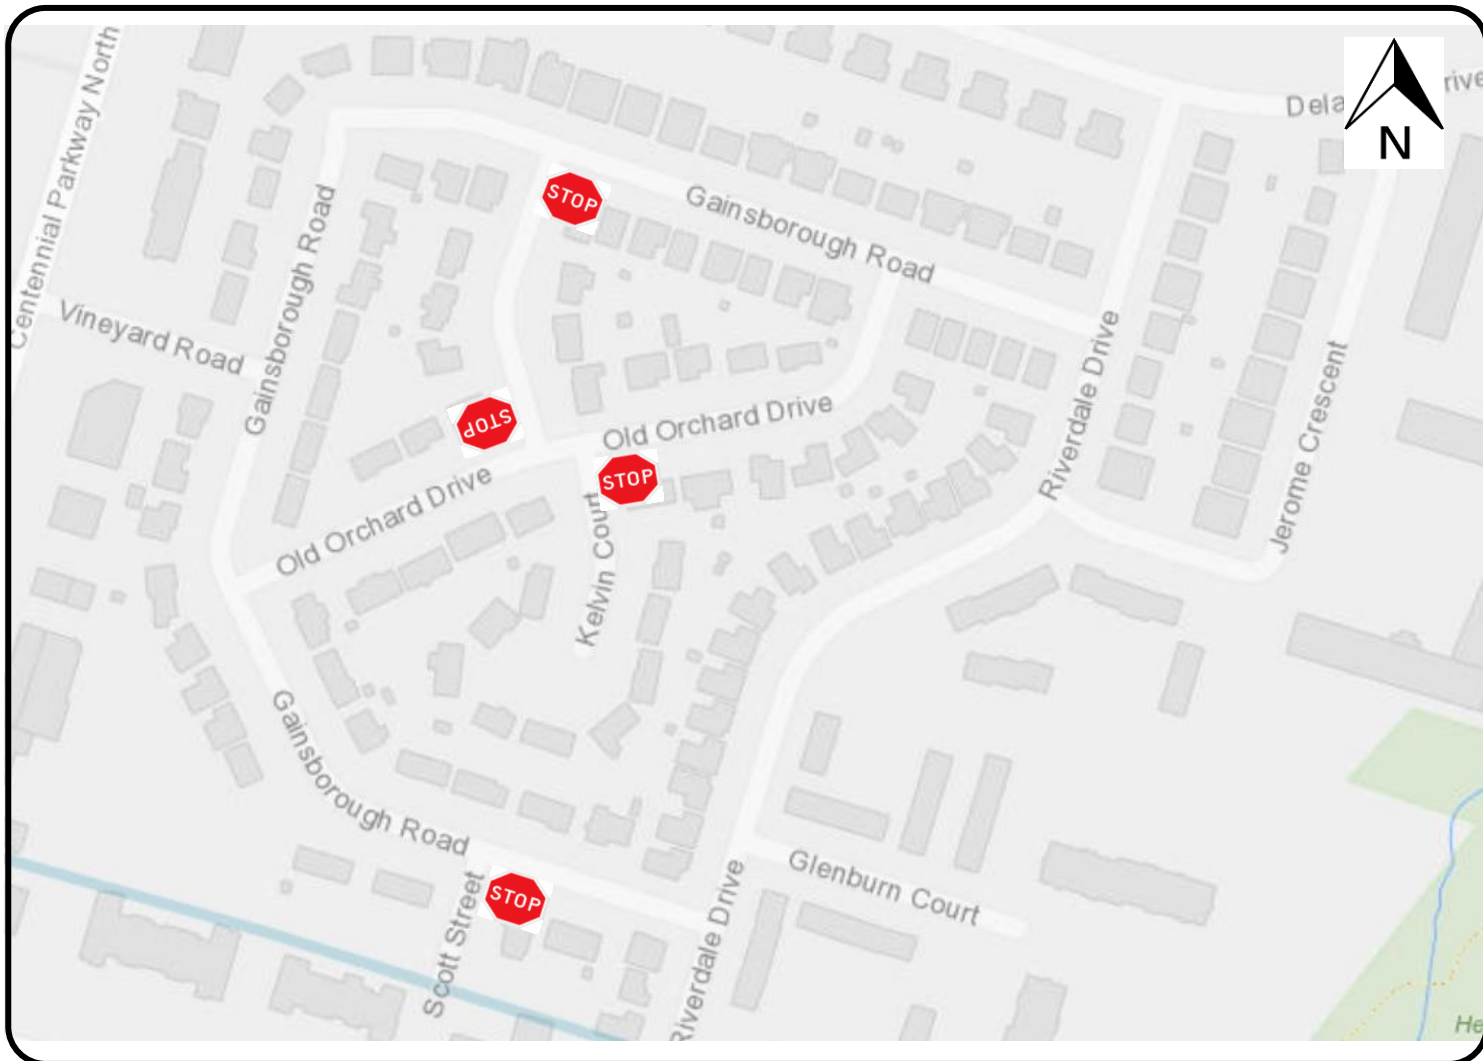 Centennial Parkway North
Dela
rive
N
STOP
Gainsborough Road
Gainsborough Road
Vineyard Road
Riverdale Drive
Jerome Crescent
Old Orchard Drive
STOP
STOP
Old Orchard Drive
Kelvin Court
Gainsborough Road
STOP
Scott Street
Glenburn Court
Riverdale Drive
He